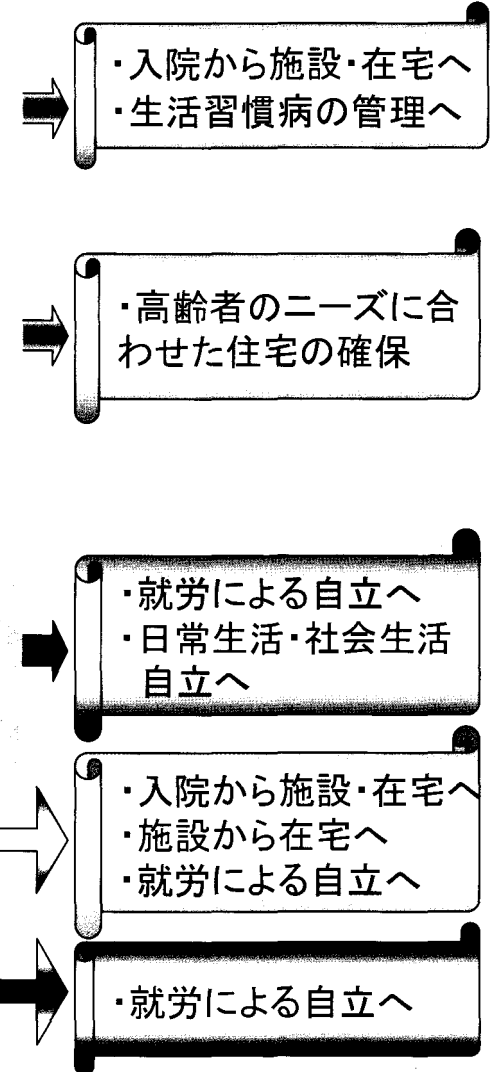 ・入院から施設・在宅へ
・生活習慣病の管理へ
・高齢者のニーズに合
わせた住宅の確保
・就労による自立へ
・日常生活・社会生活
自立へ
・入院から施設・在宅へ
・施設から在宅へ
・就労による自立へ
・就労による自立へ